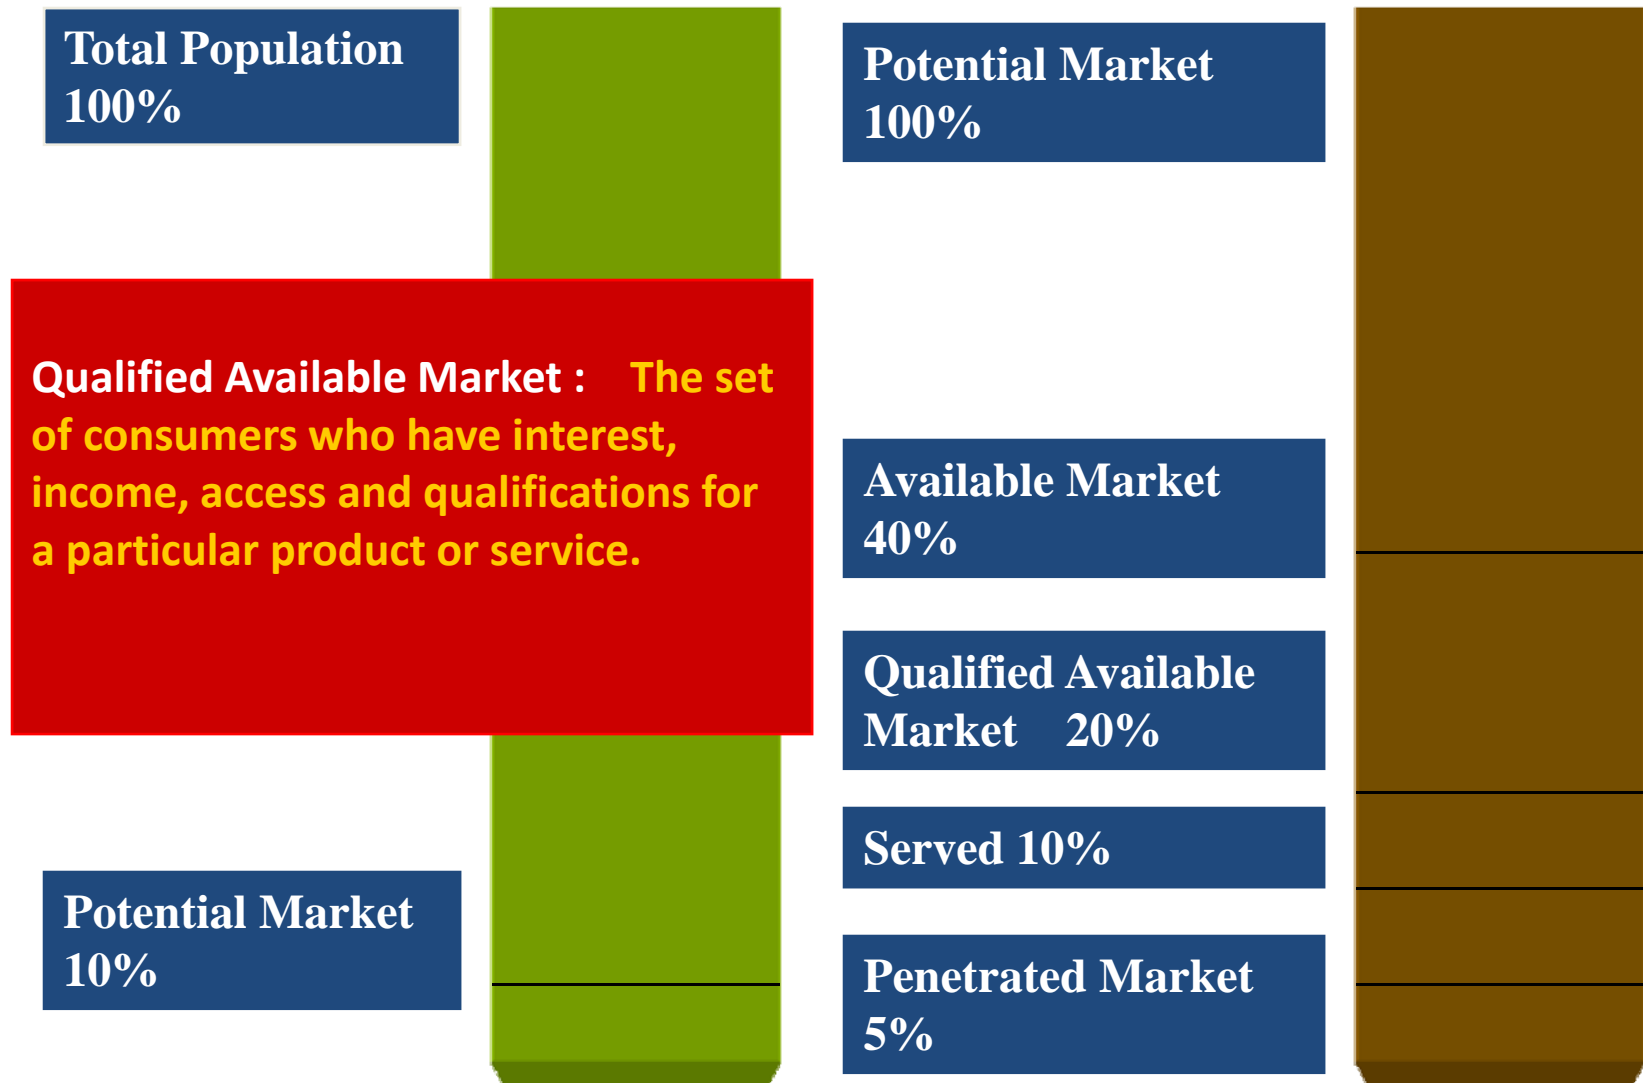 Total Population
100%
Qualified Available Market :    The set
of consumers who have interest,
income, access and qualifications for
a particular product or service.
Potential Market
10%
Potential Market
100%
Available Market
40%
Qualified Available
Market    20%
Served 10%
Penetrated Market
5%